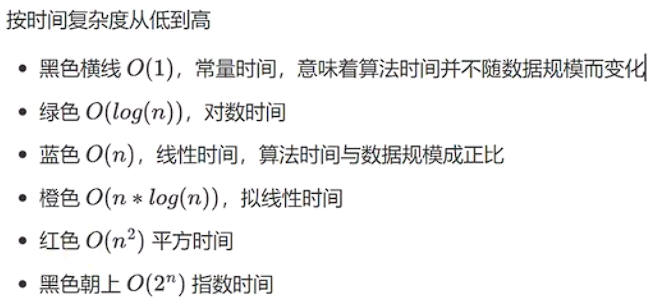 按时间复杂度从低到高
• 黑色横线 O(1)，常量时间，意味着算法时间并不随数据规模而变化
• 绿色 O(log(n))，对数时间
• 蓝色 O(n)，线性时间，算法时间与数据规模成正比
• 橙色 O(n * log(n))，拟线性时间
• 红色 O(n²) 平方时间
• 黑色朝上 O(2ⁿ) 指数时间